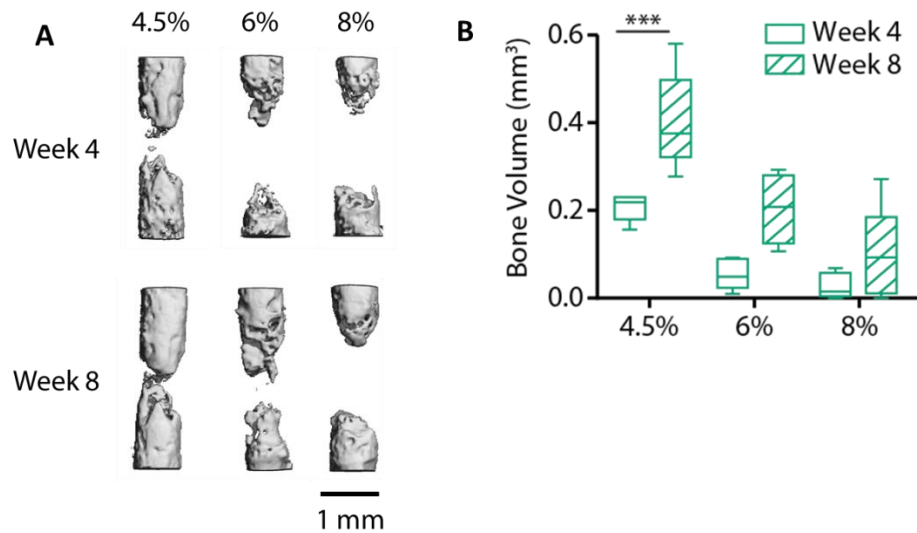 A
4.5% 6% 8%
Week 4
Week 8
1 mm
B
Bone Volume (mm³)
0.6
0.4
0.2
0.0
***
Week 4
Week 8
4.5% 6% 8%